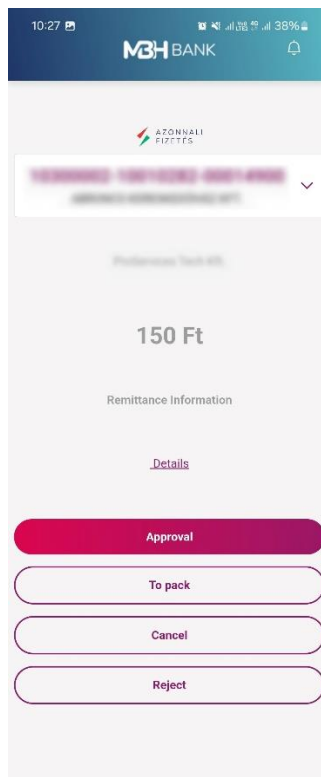 10:27
38%
MBH BANK
AZONNALI
FIZETÉS
150 Ft
Remittance Information
Details
Approval
To pack
Cancel
Reject